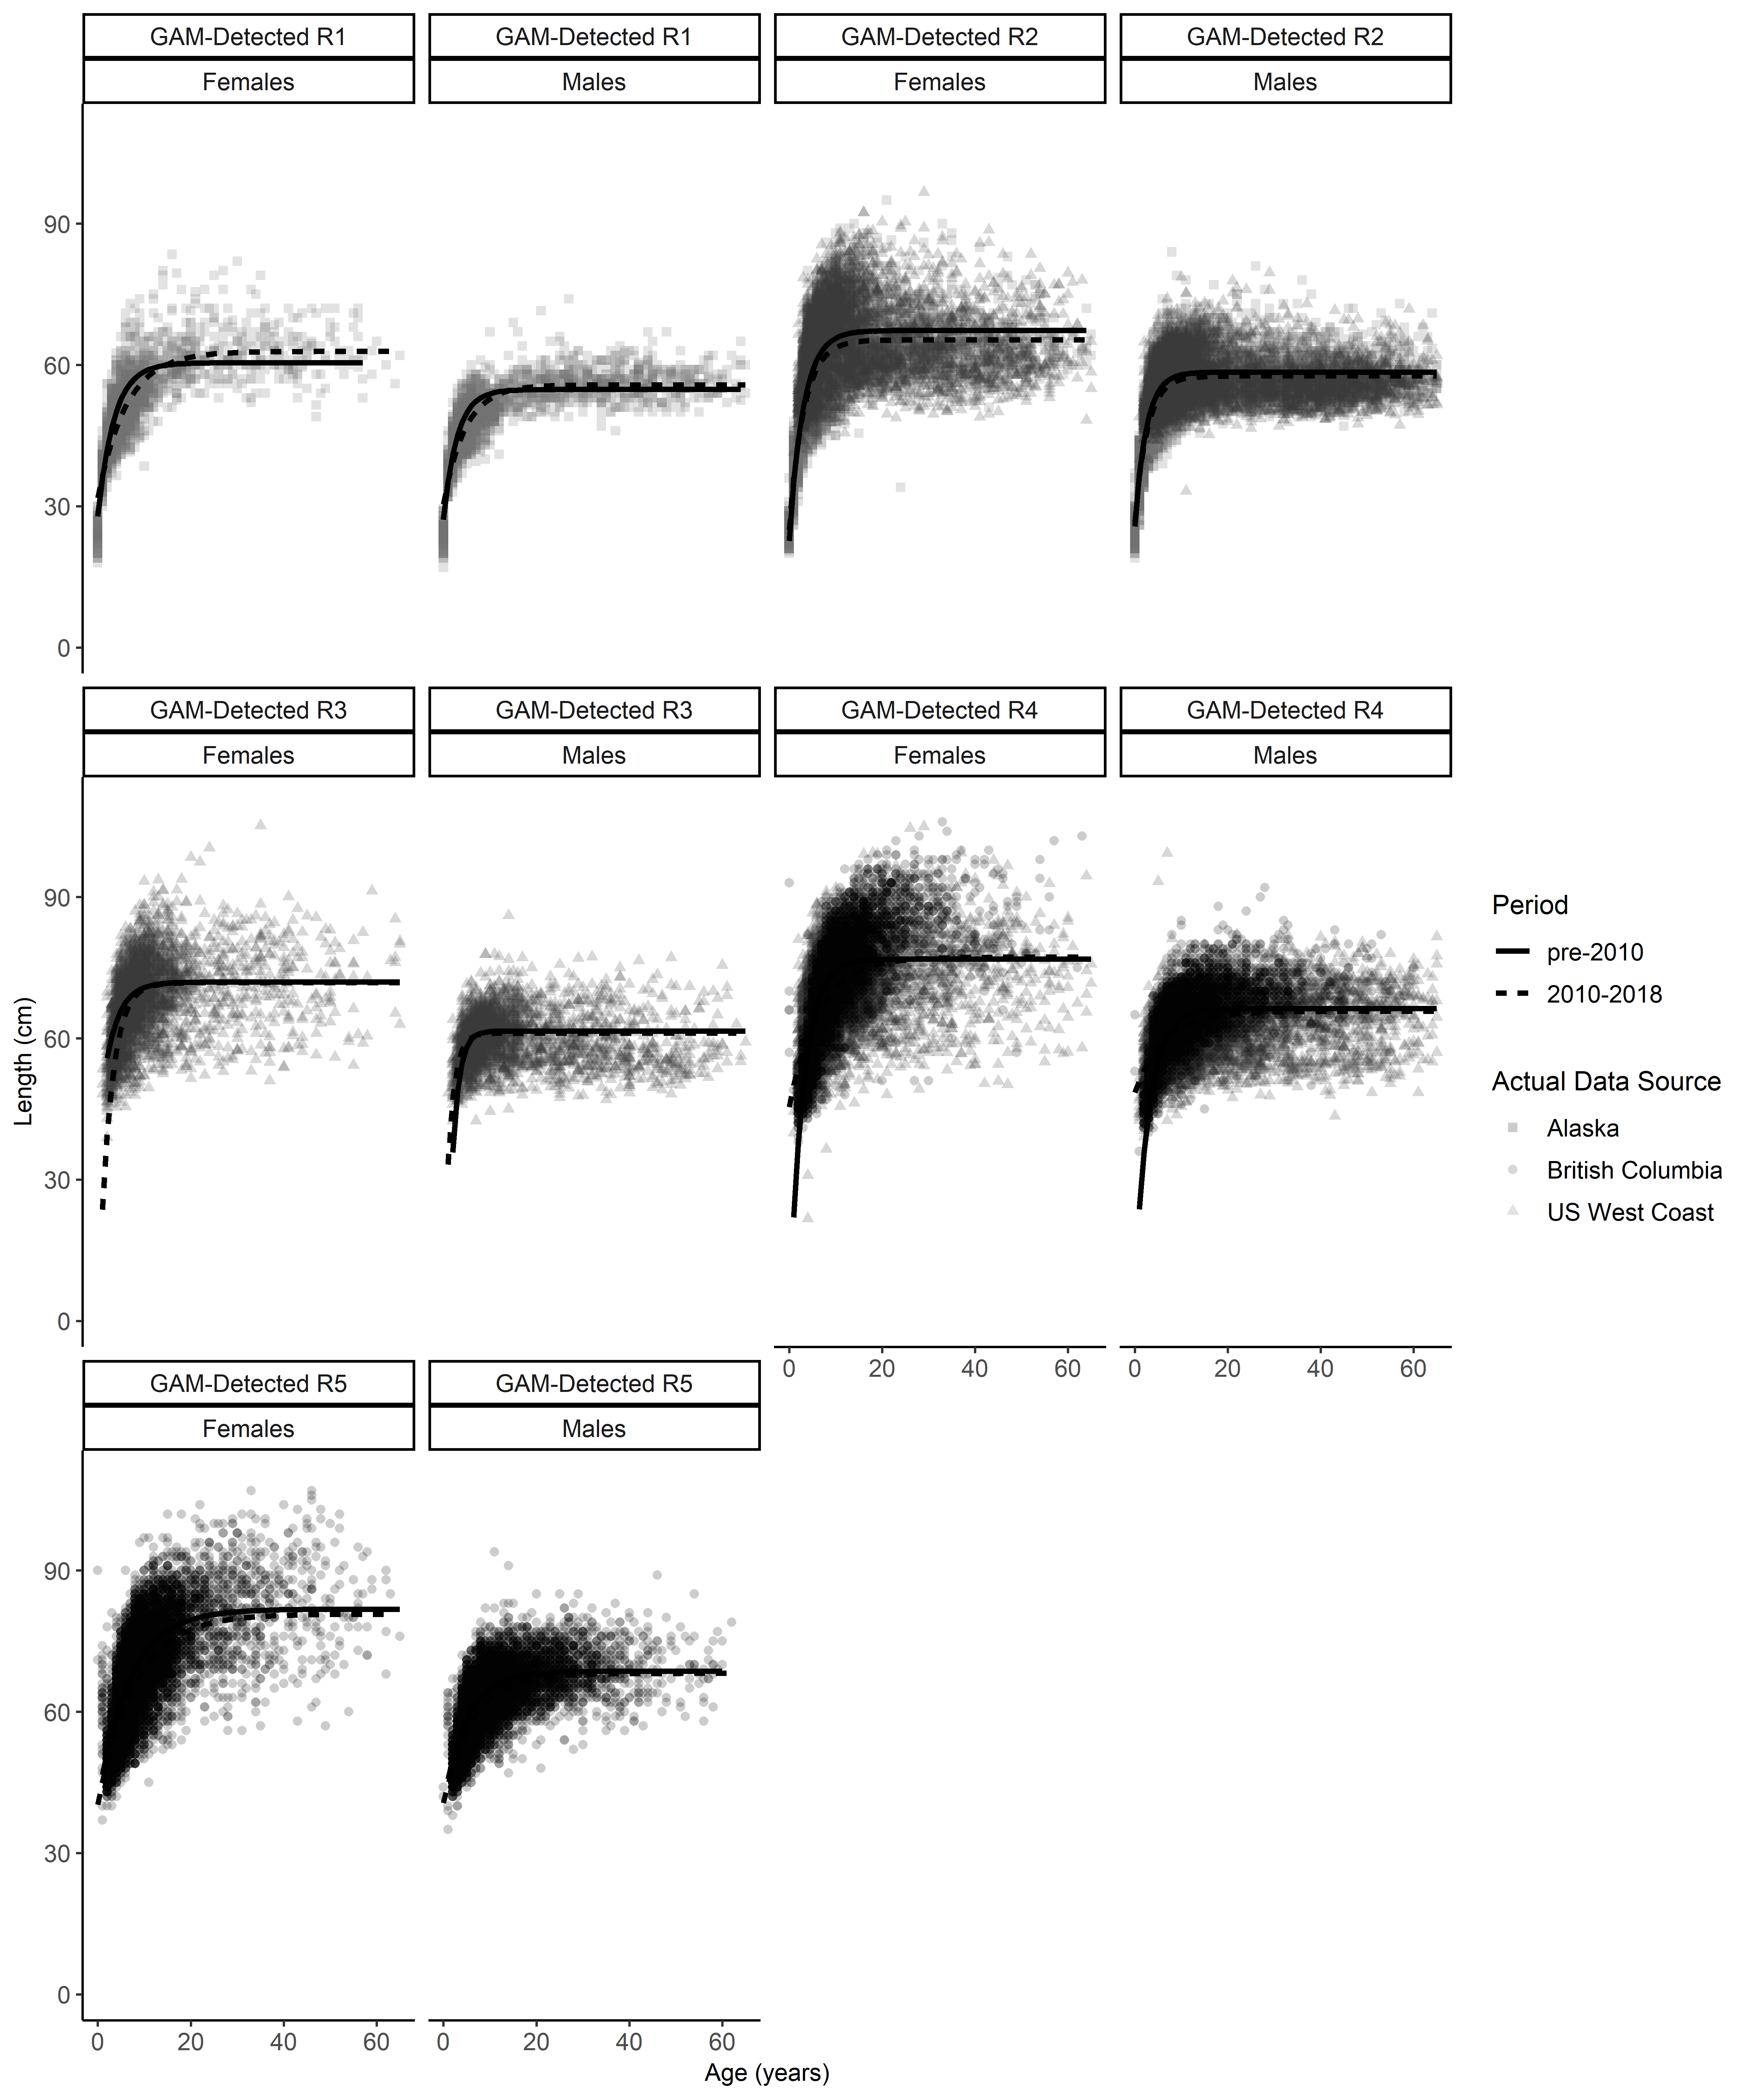 GAM-Detected R1 GAM-Detected R1 GAM-Detected R2 GAM-Detected R2
Females Males Females Males
90
60
30
0
GAM-Detected R3 GAM-Detected R3 GAM-Detected R4 GAM-Detected R4
Females Males Females Males
90
60
30
0
0 20 40 60 0 20 40 60
GAM-Detected R5 GAM-Detected R5
Females Males
90
60
30
0
0 20 40 60 0 20 40 60
Age (years)
Length (cm)
Period
pre-2010
2010-2018
Actual Data Source
Alaska
British Columbia
US West Coast